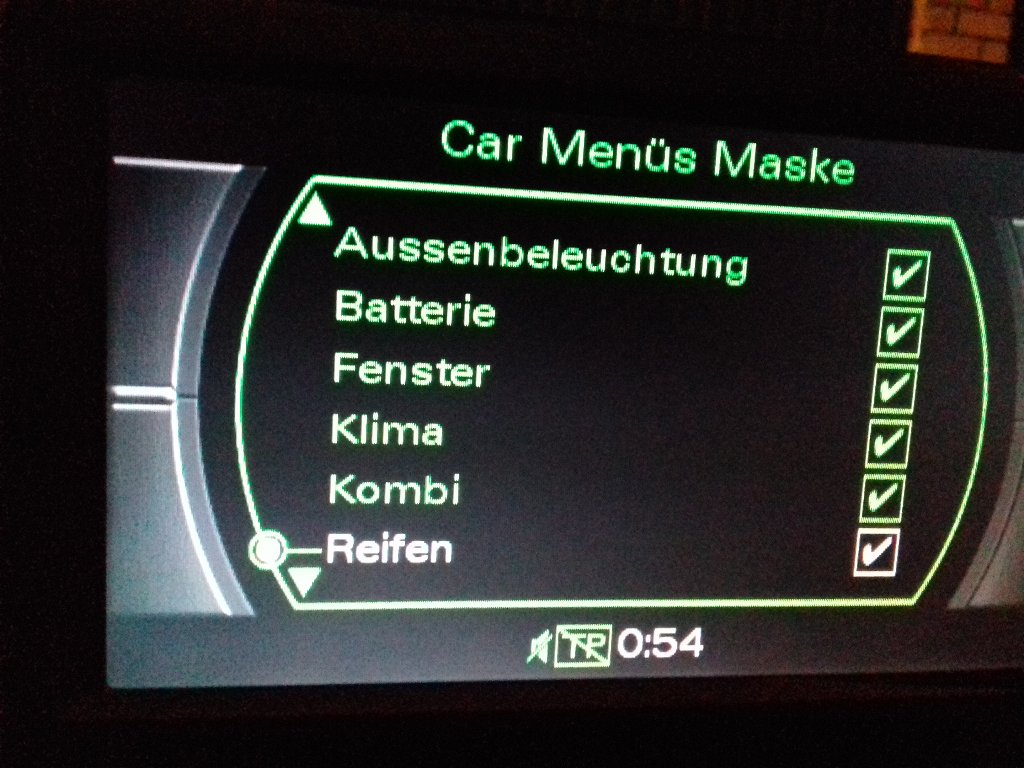 Car Menüs Maske
Aussenbeleuchtung
Batterie
Fenster
Klima
Kombi
Reifen
TP 0:54